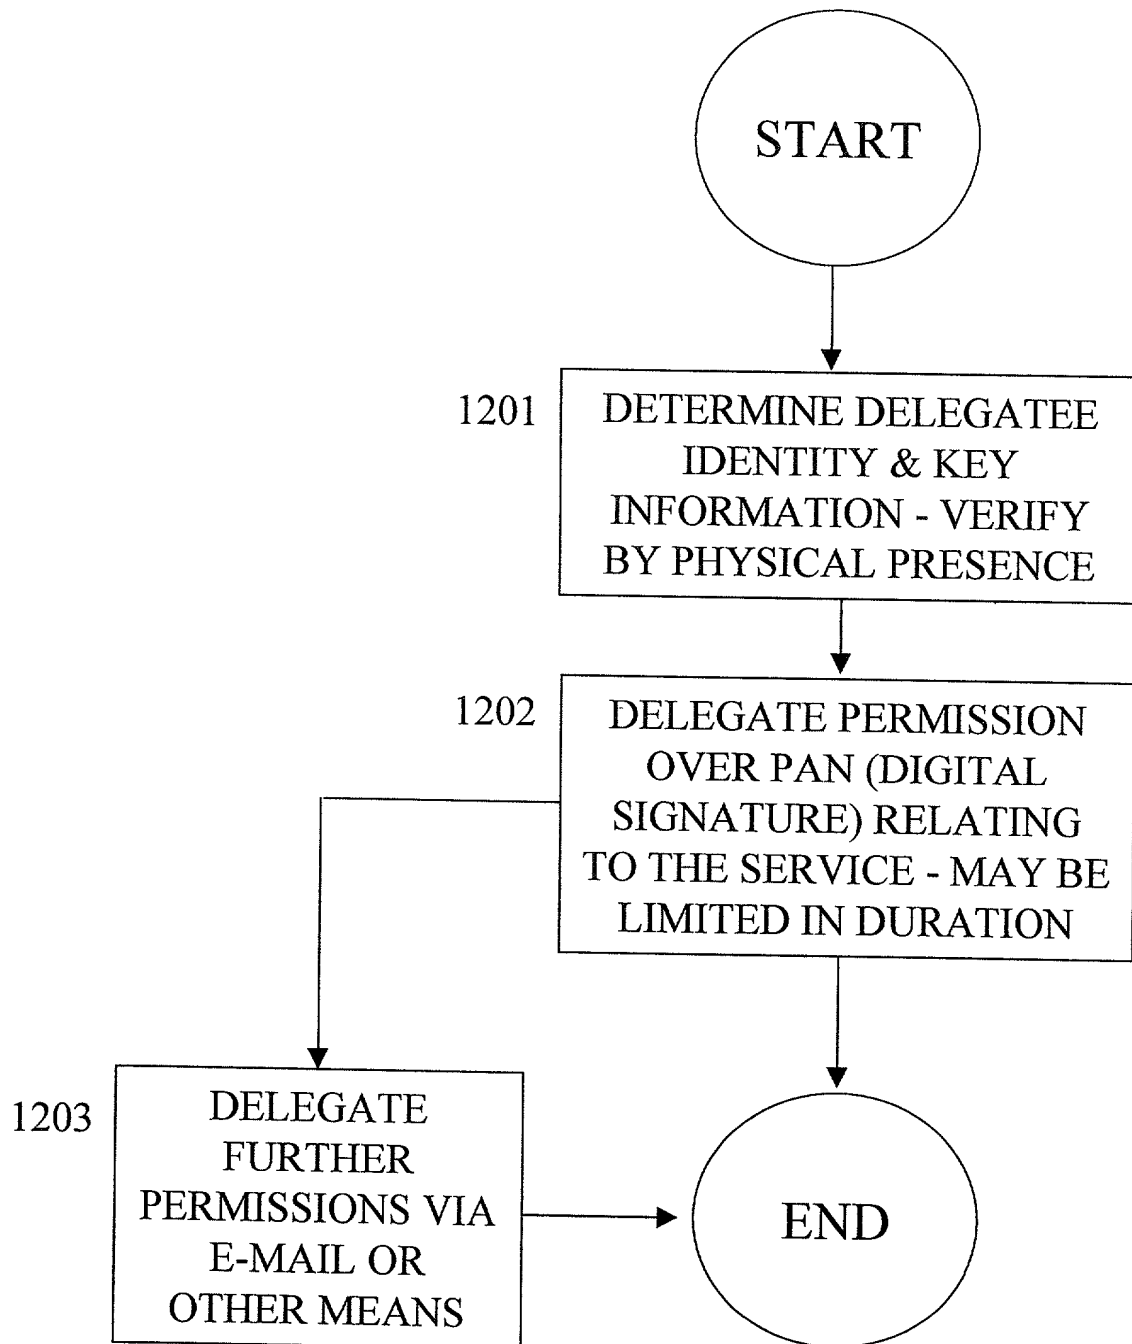 START
1201
DETERMINE DELEGATEE
IDENTITY & KEY
INFORMATION - VERIFY
BY PHYSICAL PRESENCE
1202
DELEGATE PERMISSION
OVER PAN (DIGITAL
SIGNATURE) RELATING
TO THE SERVICE - MAY BE
LIMITED IN DURATION
1203
DELEGATE
FURTHER
PERMISSIONS VIA
E-MAIL OR
OTHER MEANS
END